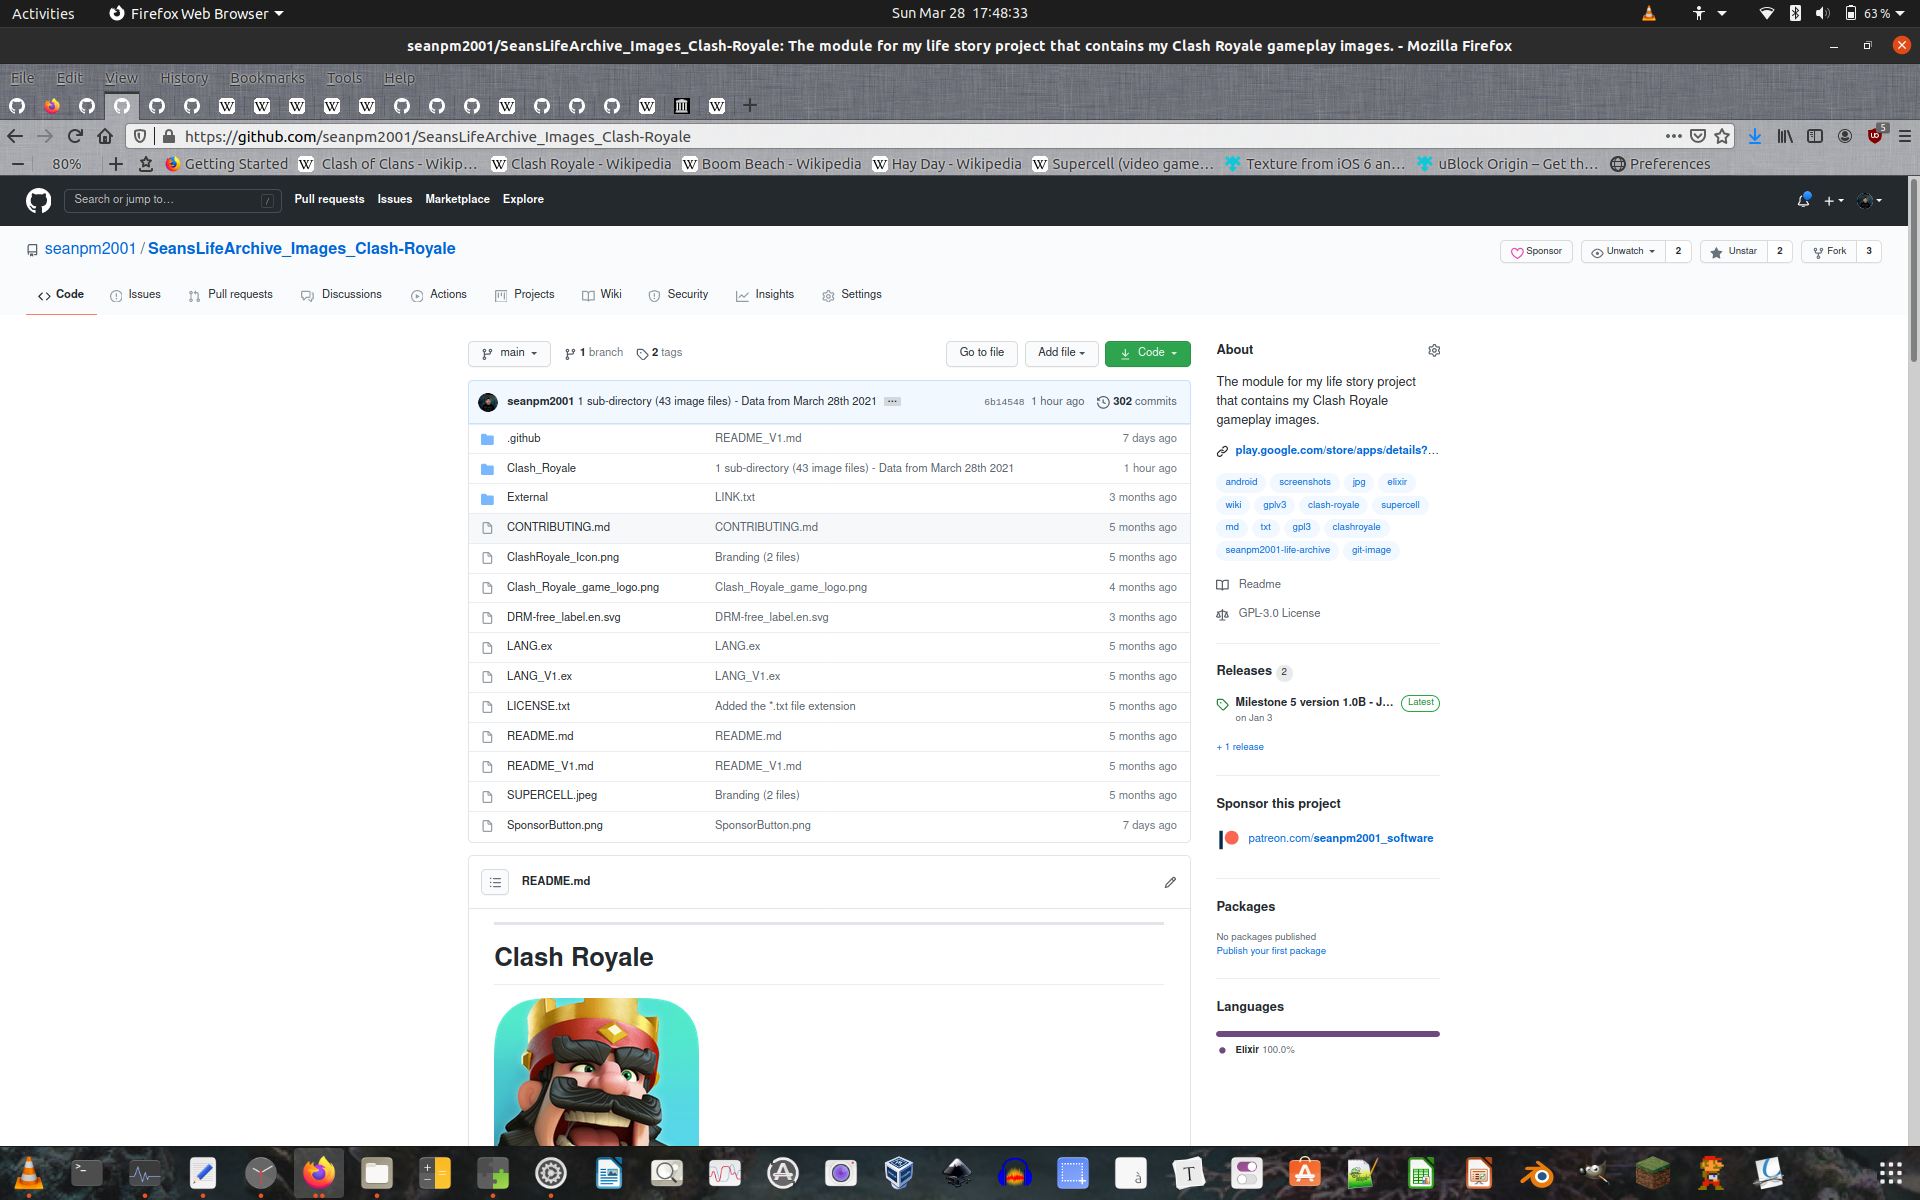 Activities Firefox Web Browser Sun Mar 28 17:48:33 63 %
seanpm2001/SeansLifeArchive_Images_Clash-Royale: The module for my life story project that contains my Clash Royale gameplay images. - Mozilla Firefox
File Edit View History Bookmarks Tools Help
https://github.com/seanpm2001/SeansLifeArchive_Images_Clash-Royale 5
80% Getting Started Clash of Clans - Wikip… Clash Royale - Wikipedia Boom Beach - Wikipedia Hay Day - Wikipedia Supercell (video game… Texture from iOS 6 an… uBlock Origin – Get th… Preferences
Search or jump to… / Pull requests Issues Marketplace Explore
seanpm2001 / SeansLifeArchive_Images_Clash-Royale Sponsor Unwatch 2 Unstar 2 Fork 3
Code Issues Pull requests Discussions Actions Projects Wiki Security Insights Settings
main 1 branch 2 tags Go to file Add file Code
seanpm2001 1 sub-directory (43 image files) - Data from March 28th 2021 ... 6b14548 1 hour ago 302 commits
.github README_V1.md 7 days ago
Clash_Royale 1 sub-directory (43 image files) - Data from March 28th 2021 1 hour ago
External LINK.txt 3 months ago
CONTRIBUTING.md CONTRIBUTING.md 5 months ago
ClashRoyale_Icon.png Branding (2 files) 5 months ago
Clash_Royale_game_logo.png Clash_Royale_game_logo.png 4 months ago
DRM-free_label.en.svg DRM-free_label.en.svg 3 months ago
LANG.ex LANG.ex 5 months ago
LANG_V1.ex LANG_V1.ex 5 months ago
LICENSE.txt Added the *.txt file extension 5 months ago
README.md README.md 5 months ago
README_V1.md README_V1.md 5 months ago
SUPERCELL.jpeg Branding (2 files) 5 months ago
SponsorButton.png SponsorButton.png 7 days ago
README.md
Clash Royale
About
The module for my life story project
that contains my Clash Royale
gameplay images.
play.google.com/store/apps/details?…
android screenshots jpg elixir
wiki gplv3 clash-royale supercell
md txt gpl3 clashroyale
seanpm2001-life-archive git-image
Readme
GPL-3.0 License
Releases 2
Milestone 5 version 1.0B - J… Latest
on Jan 3
+ 1 release
Sponsor this project
patreon.com/seanpm2001_software
Packages
No packages published
Publish your first package
Languages
Elixir 100.0%